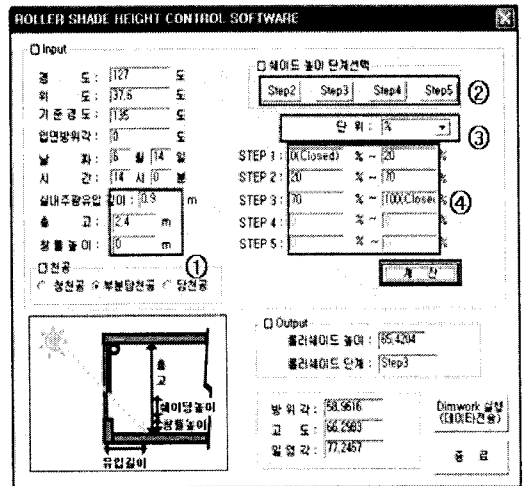 ROLLER SHADE HEIGHT CONTROL SOFTWARE
Input
경 도 : 127 도
위 도 : 37,6 도
기 준 경 도 : 135 도
입면방위각 : 0 도
날 짜 : 6 월 14 일
시 간 : 14 시 0 분
실내주광유입 깊이 : 0,9 m
층 고 : 2,4 m
창 틀 높 이 : 0 m
①
천공
청천공 부분담천공 담천공
쉐이드 높이 단계선택
Step2 Step3 Step4 Step5 ②
단 위 : % ③
STEP 1 : 0(Closed) % ~ 20 %
STEP 2 : 20 % ~ 70 %
STEP 3 : 70 % ~ 100(Closed %
④
STEP 4 : % ~ %
STEP 5 : % ~ %
계 산
층고
쉐이딩높이
창틀높이
유입길이
Output
롤러쉐이드 높이 : 85,4204
롤러쉐이드 단계 : Step3
방 위 각 : 58,9616
고 도 : 66,2983
일 영 각 : 77,2457
Dimwork 실행
(데이타전송)
종 료